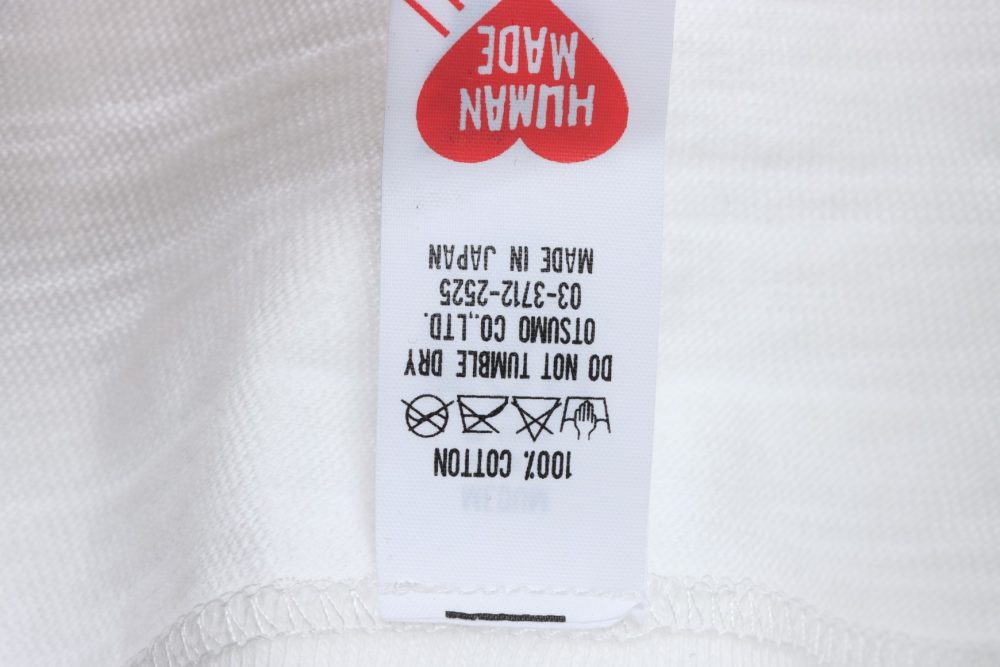 100% COTTON
DO NOT TUMBLE DRY
OTSUMO CO.,LTD.
03-3712-2525
MADE IN JAPAN
HUMAN
MADE